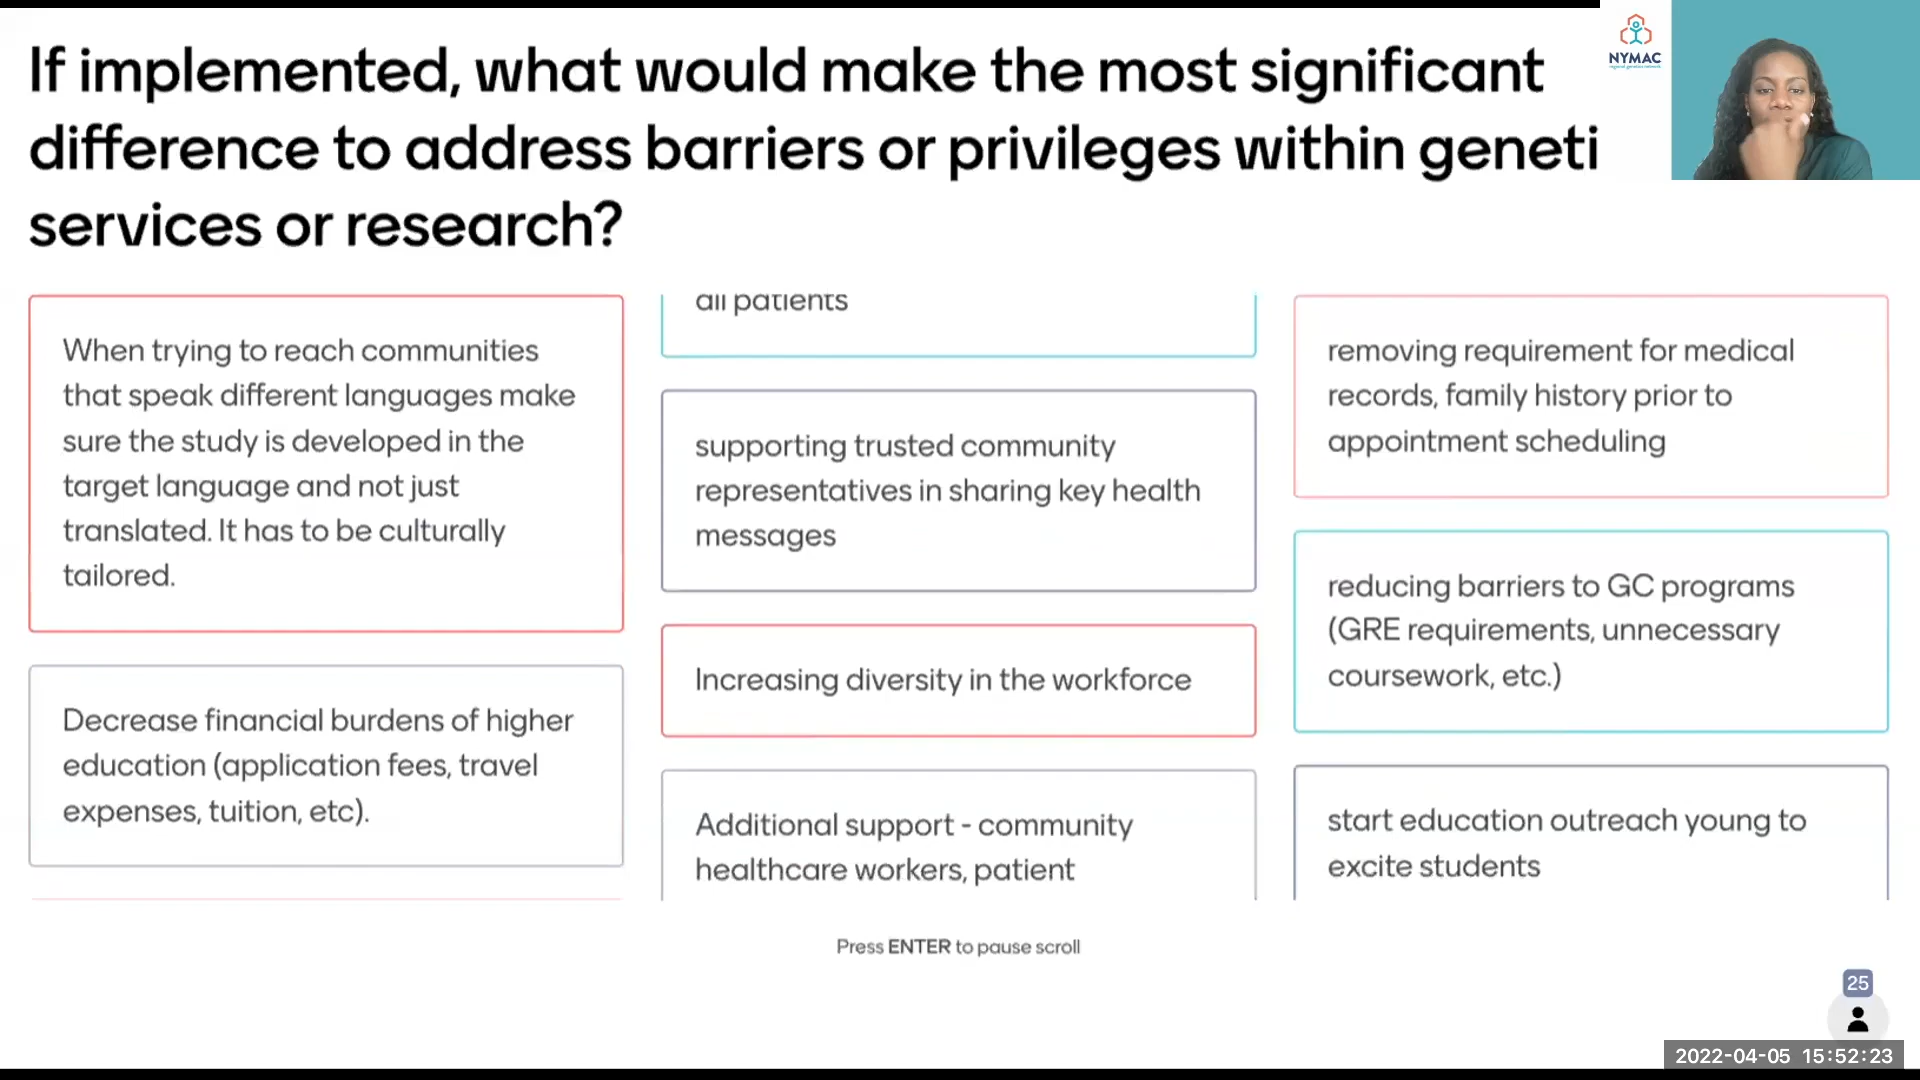 If implemented, what would make the most significant
difference to address barriers or privileges within geneti
services or research?
NYMAC
When trying to reach communities
that speak different languages make
sure the study is developed in the
target language and not just
translated. It has to be culturally
tailored.
Decrease financial burdens of higher
education (application fees, travel
expenses, tuition, etc).
all patients
supporting trusted community
representatives in sharing key health
messages
Increasing diversity in the workforce
Additional support - community
healthcare workers, patient
removing requirement for medical
records, family history prior to
appointment scheduling
reducing barriers to GC programs
(GRE requirements, unnecessary
coursework, etc.)
start education outreach young to
excite students
Press ENTER to pause scroll
25
2022-04-05 15:52:23